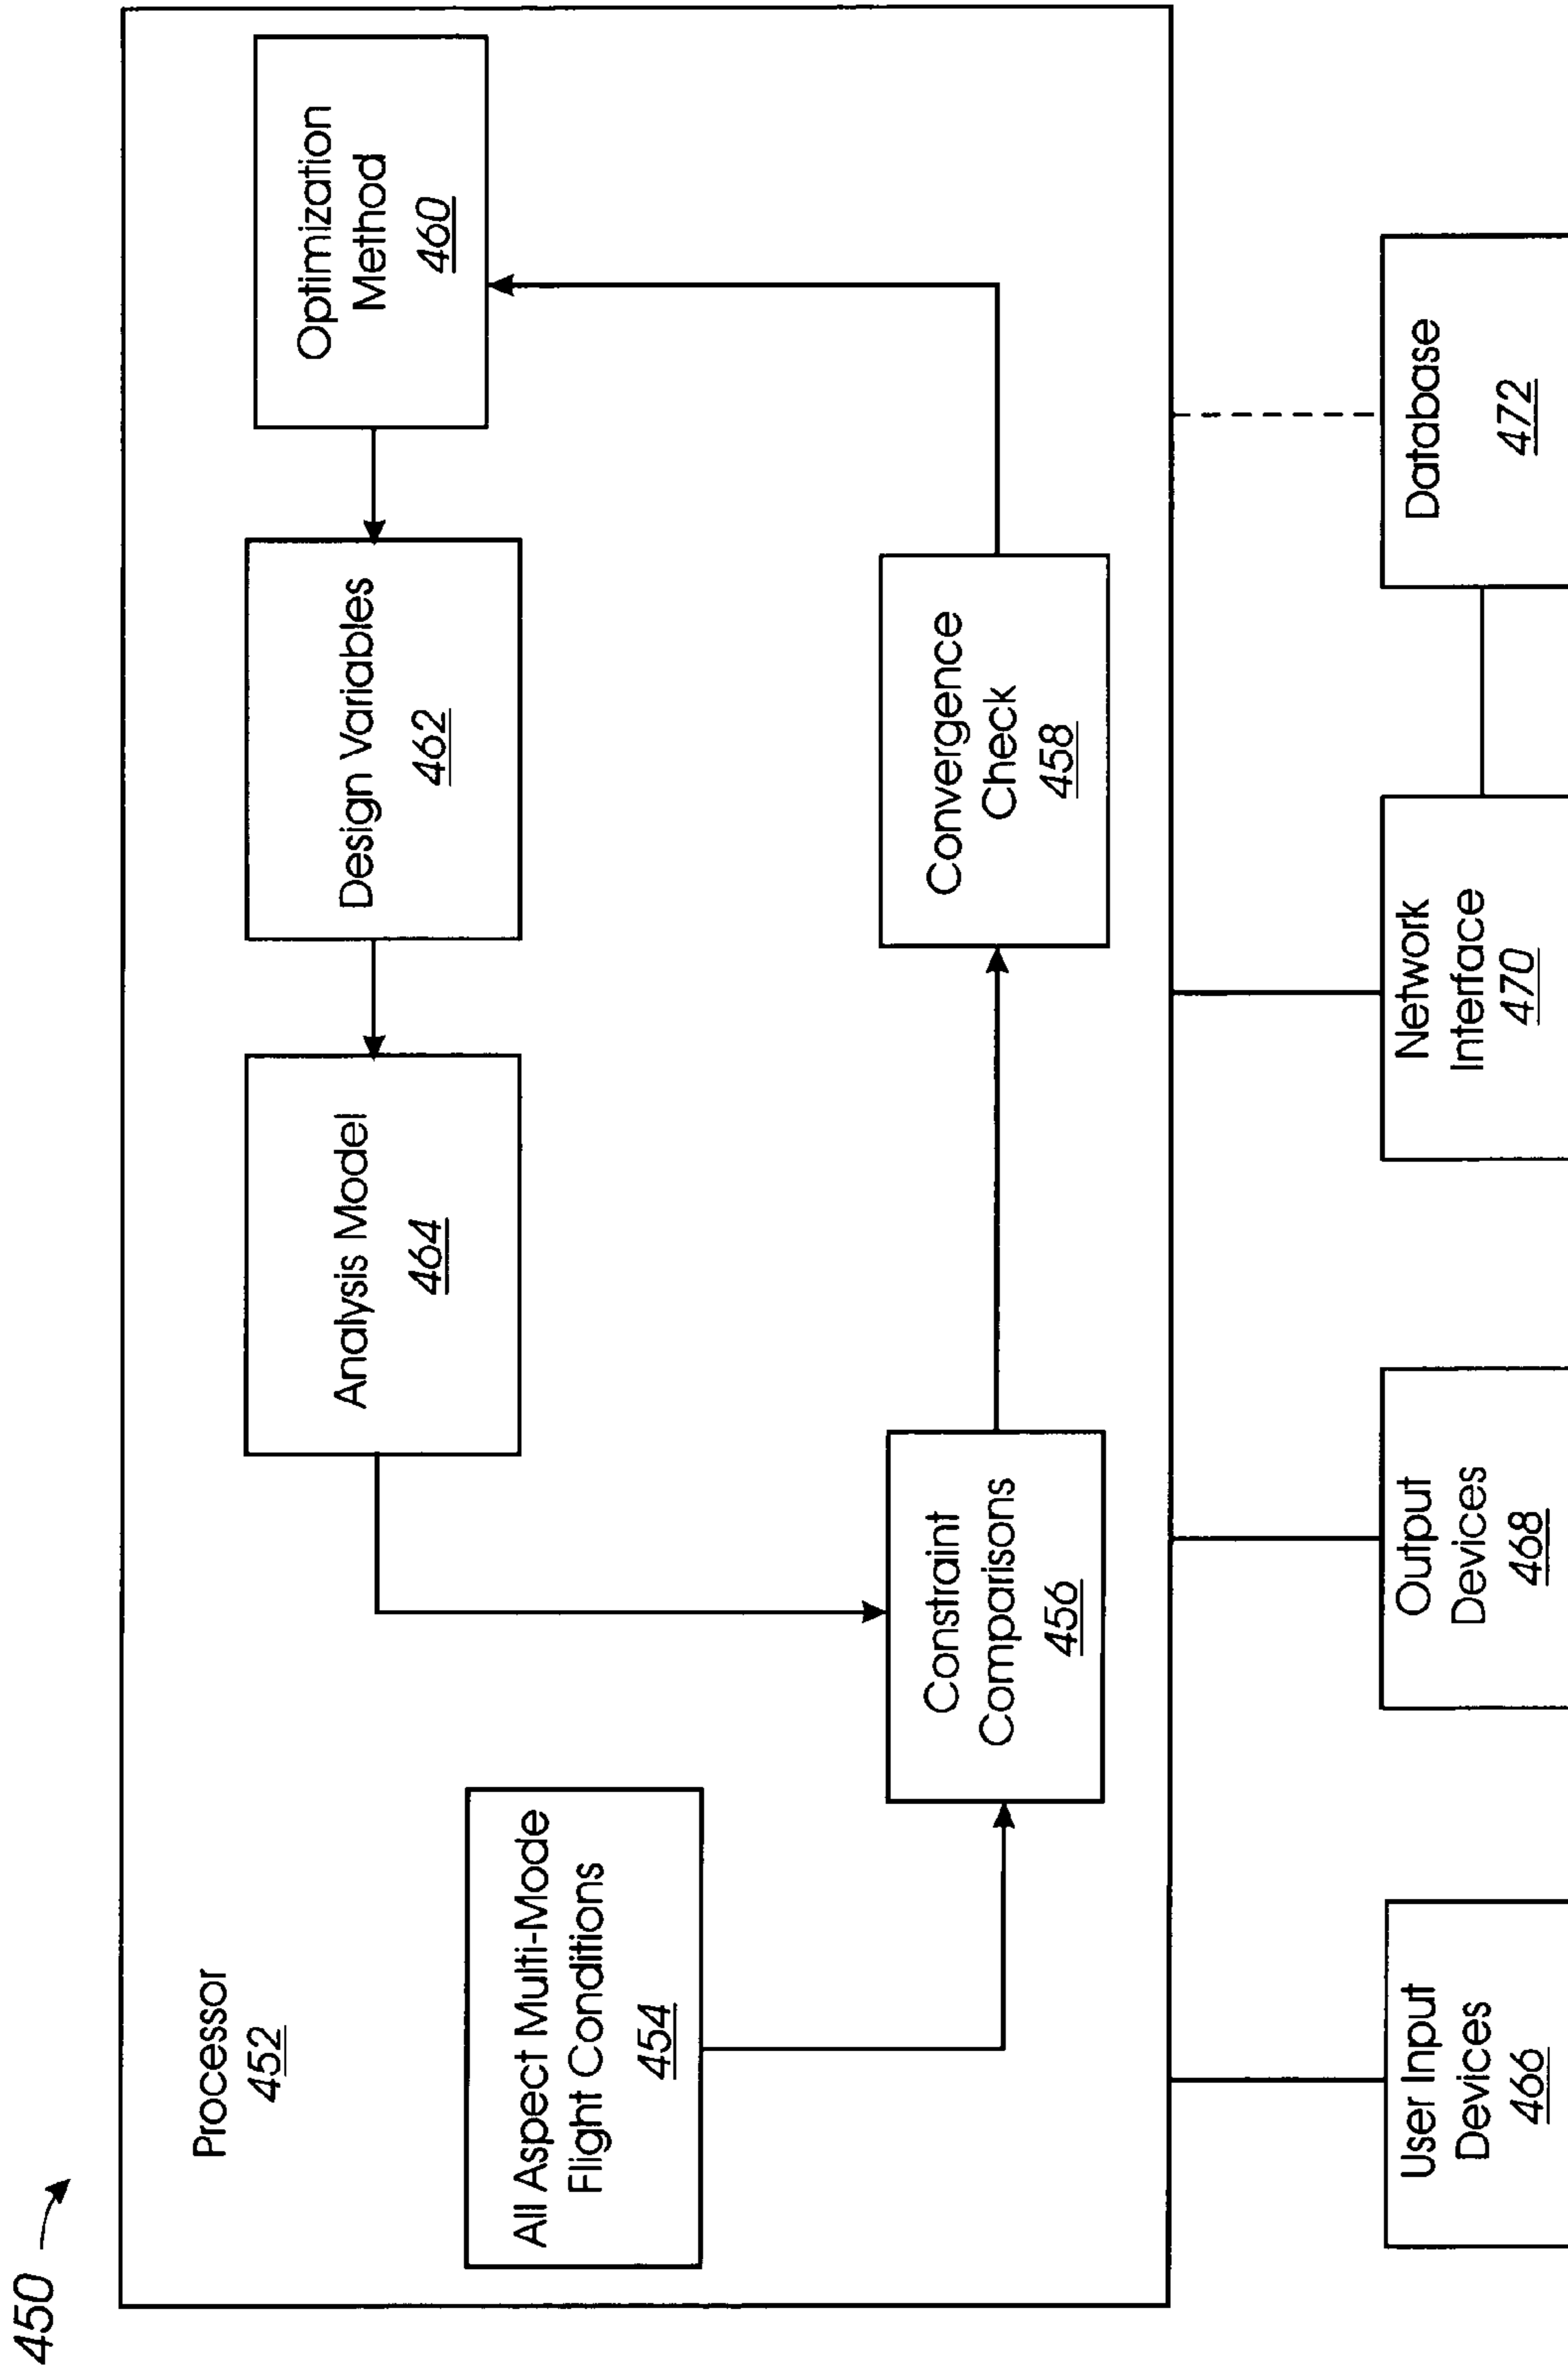 450
Processor
452
All Aspect Multi-Mode
Flight Conditions
454
Analysis Model
464
Design Variables
462
Optimization
Method
460
Constraint
Comparisons
456
Convergence
Check
458
User Input
Devices
466
Output
Devices
468
Network
Interface
470
Database
472